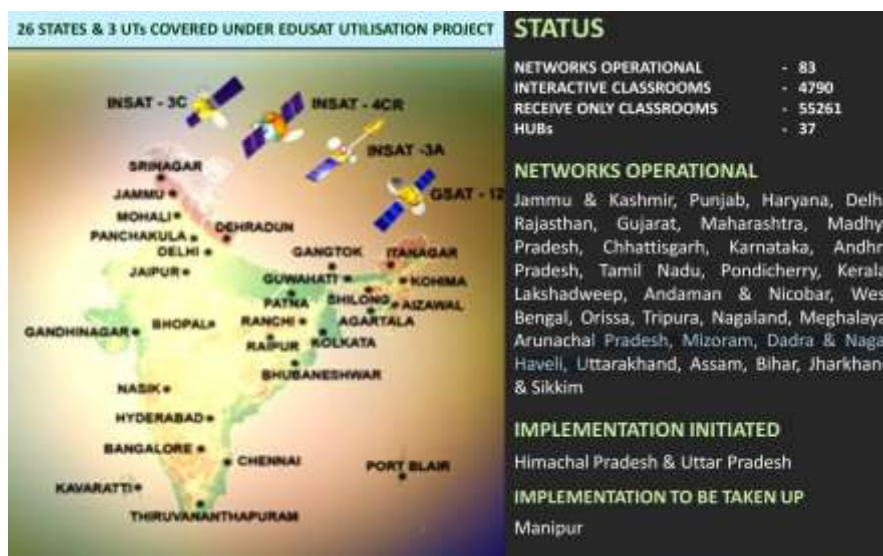 26 STATES & 3 UTs COVERED UNDER EDUSAT UTILISATION PROJECT
INSAT - 3C
INSAT - 4CR
INSAT -3A
GSAT - 12
SRINAGAR
JAMMU
MOHALI
PANCHAKULA
DEHRADUN
DELHI
JAIPUR
GANGTOK
ITANAGAR
GUWAHATI
KOHIMA
PATNA
SHILONG
AIZAWAL
GANDHINAGAR
BHOPAL
RANCHI
AGARTALA
RAIPUR
KOLKATA
BHUBANESHWAR
NASIK
HYDERABAD
BANGALORE
CHENNAI
PORT BLAIR
KAVARATTI
THIRUVANANTHAPURAM
STATUS
NETWORKS OPERATIONAL - 83
INTERACTIVE CLASSROOMS - 4790
RECEIVE ONLY CLASSROOMS - 55261
HUBs - 37
NETWORKS OPERATIONAL
Jammu & Kashmir, Punjab, Haryana, Delh
Rajasthan, Gujarat, Maharashtra, Madhy
Pradesh, Chhattisgarh, Karnataka, Andhr
Pradesh, Tamil Nadu, Pondicherry, Kerala
Lakshadweep, Andaman & Nicobar, Wes
Bengal, Orissa, Tripura, Nagaland, Meghalaya
Arunachal Pradesh, Mizoram, Dadra & Naga
Haveli, Uttarakhand, Assam, Bihar, Jharkhan
& Sikkim
IMPLEMENTATION INITIATED
Himachal Pradesh & Uttar Pradesh
IMPLEMENTATION TO BE TAKEN UP
Manipur